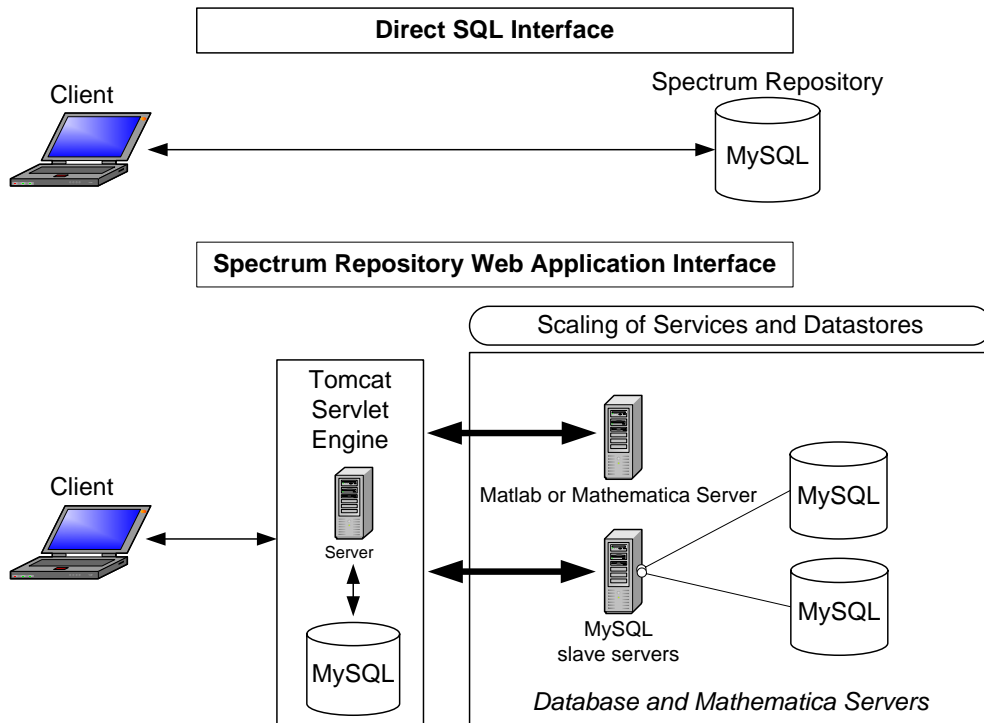 Direct SQL Interface
Client
Spectrum Repository
MySQL
Spectrum Repository Web Application Interface
Scaling of Services and Datastores
Tomcat
Servlet
Engine
Client
Server
MySQL
Matlab or Mathematica Server
MySQL
slave servers
MySQL
MySQL
Database and Mathematica Servers